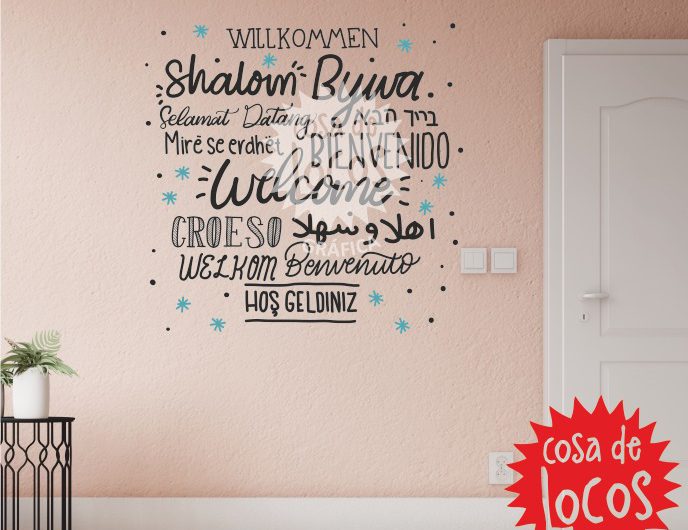 WILLKOMMEN
Shalom Bywa
Selamat Datang ברוך הבא
Mirë se erdhët BIENVENIDO
Welcome
CROESO اهلا وسهلا
GRÁFICA
WELKOM Benvenuto
HOŞ GELDINIZ
cosa de
LOCOS